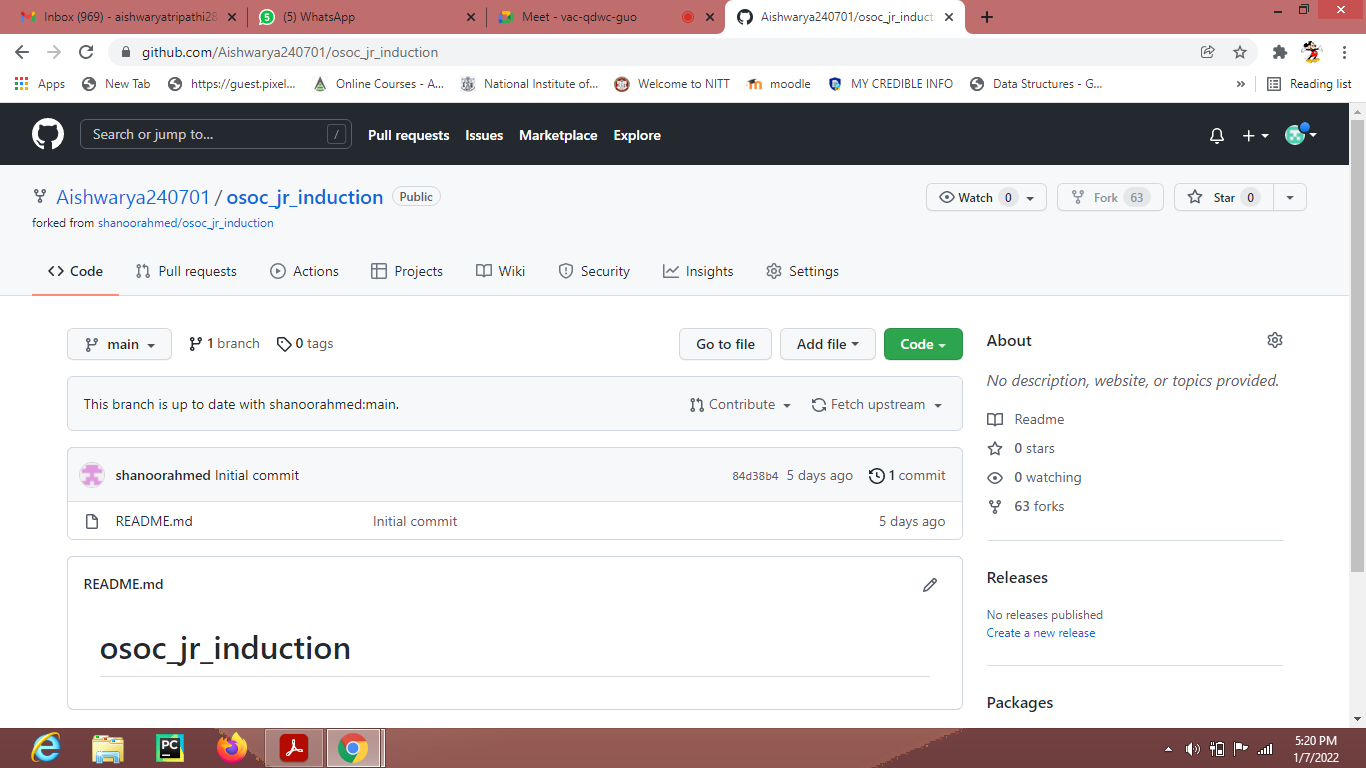 Inbox (969) - aishwaryatripathi28
(5) WhatsApp
Meet - vac-qdwc-guo
Aishwarya240701/osoc_jr_induct
github.com/Aishwarya240701/osoc_jr_induction
Apps New Tab https://guest.pixel... Online Courses - A... National Institute of... Welcome to NITT moodle MY CREDIBLE INFO Data Structures - G... » Reading list
Search or jump to... / Pull requests Issues Marketplace Explore
Aishwarya240701 / osoc_jr_induction Public Watch 0 Fork 63 Star 0
forked from shanoorahmed/osoc_jr_induction
Code Pull requests Actions Projects Wiki Security Insights Settings
main 1 branch 0 tags Go to file Add file Code
This branch is up to date with shanoorahmed:main. Contribute Fetch upstream
shanoorahmed Initial commit 84d38b4 5 days ago 1 commit
README.md Initial commit 5 days ago
README.md
osoc_jr_induction
About
No description, website, or topics provided.
Readme
0 stars
0 watching
63 forks
Releases
No releases published
Create a new release
Packages
PC
5:20 PM
1/7/2022